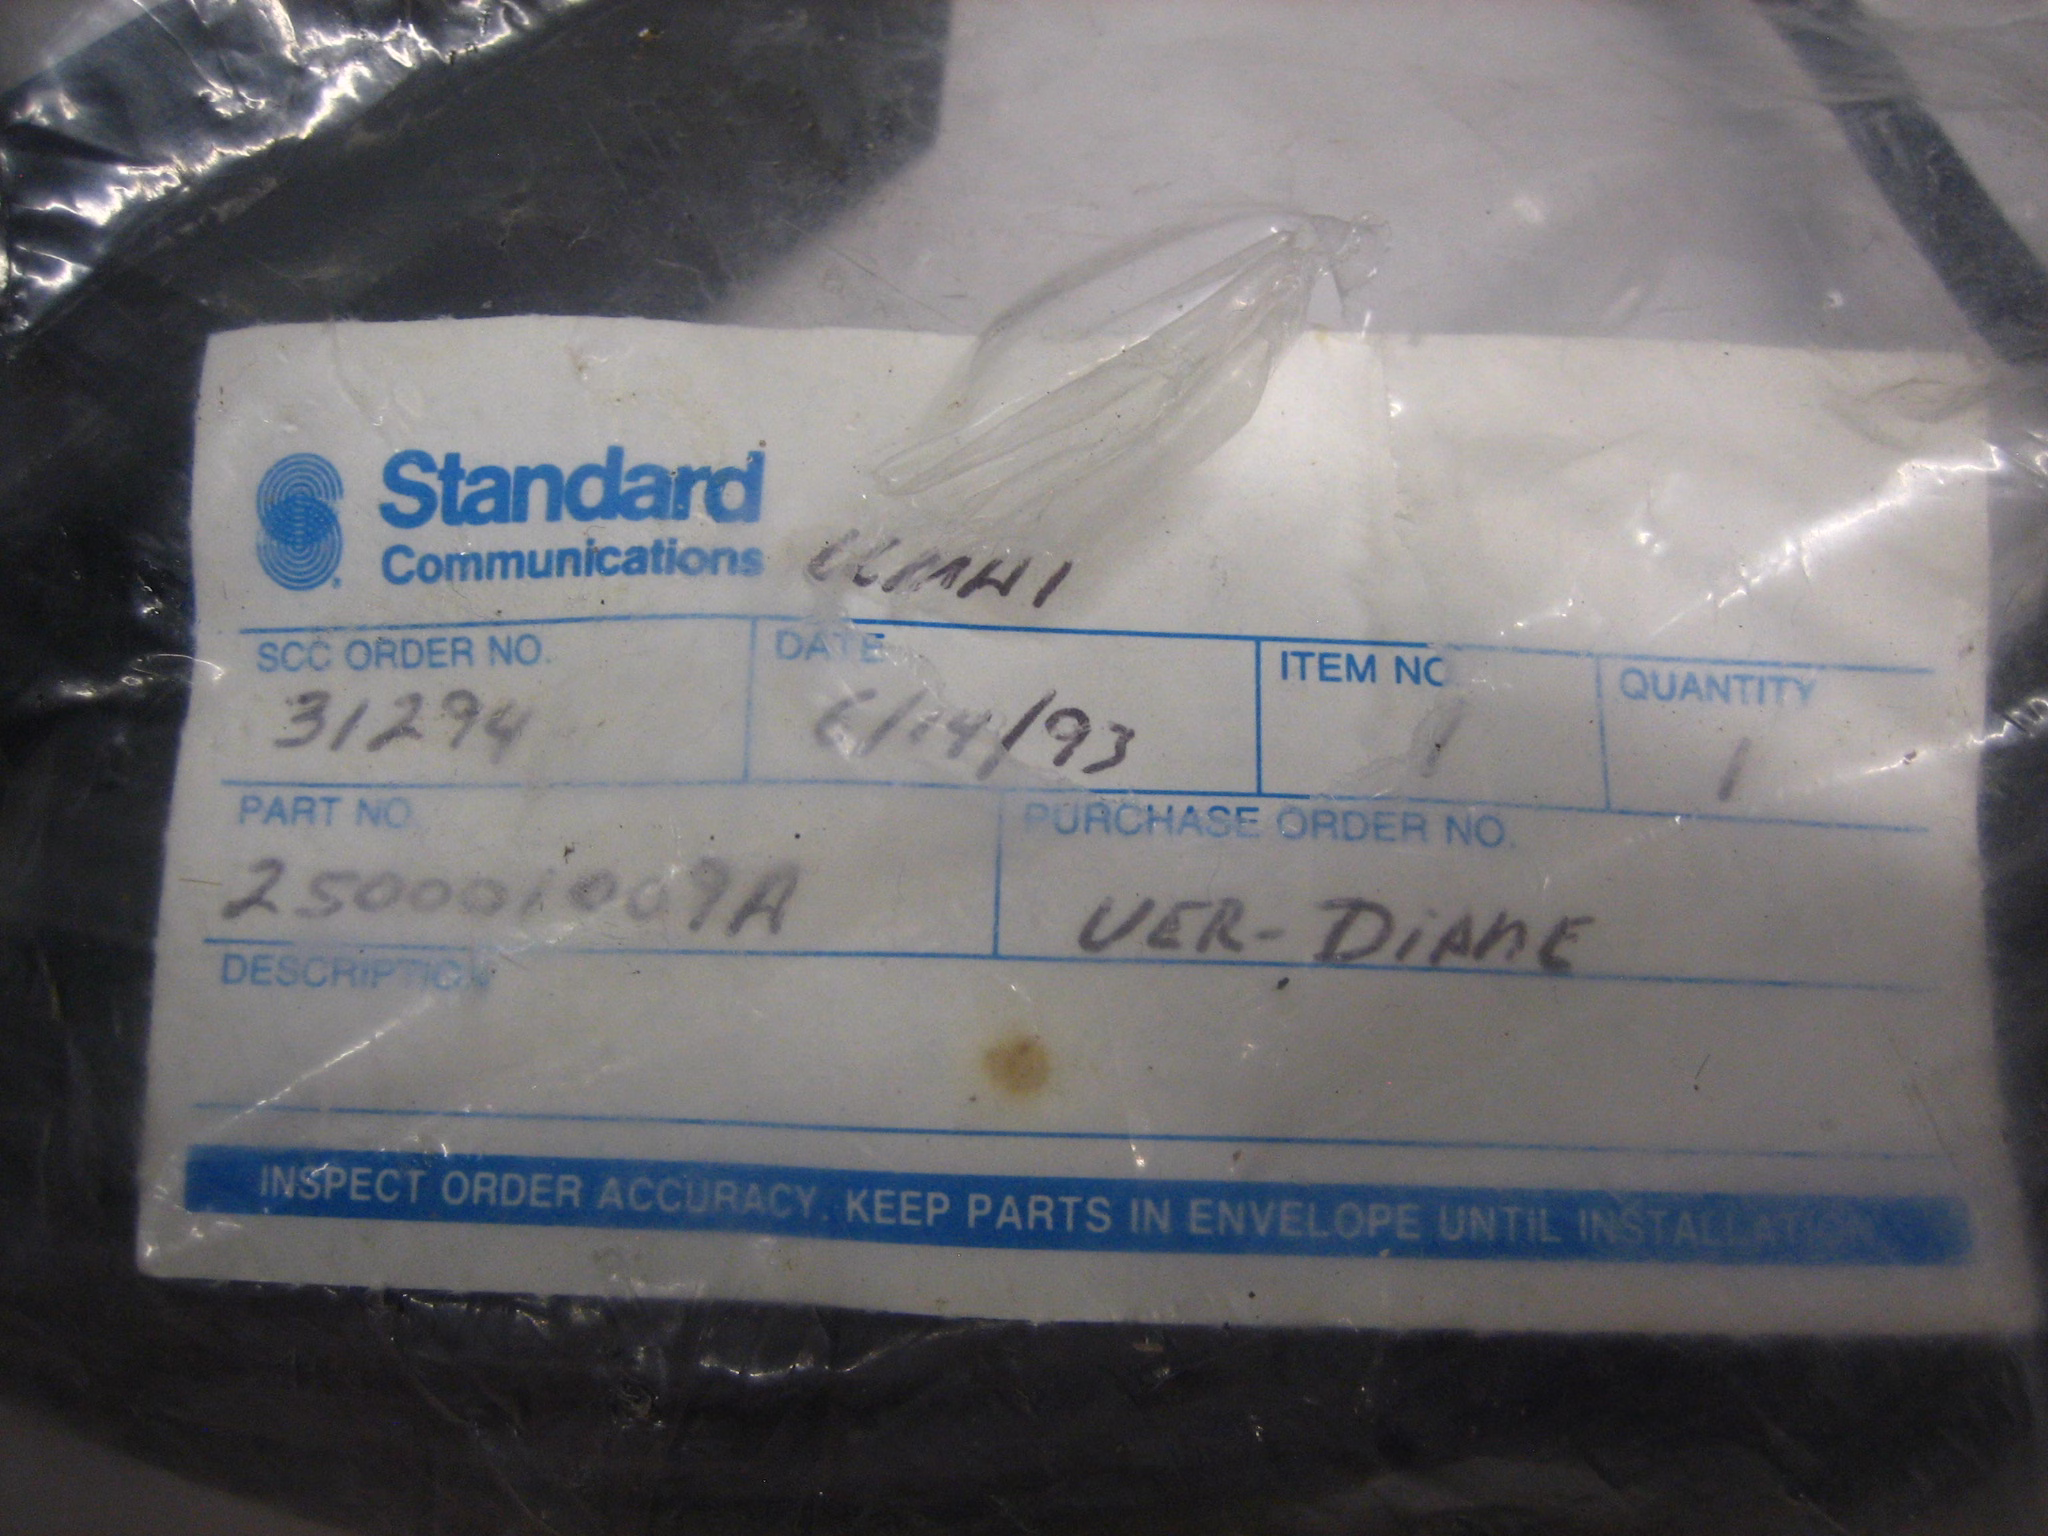 Standard
Communications
SCC ORDER NO. DATE ITEM NO QUANTITY
31294 6/14/93 1 1
PART NO. PURCHASE ORDER NO.
250001009A VER-DiANE
DESCRIPTION
INSPECT ORDER ACCURACY. KEEP PARTS IN ENVELOPE UNTIL INSTALLATION